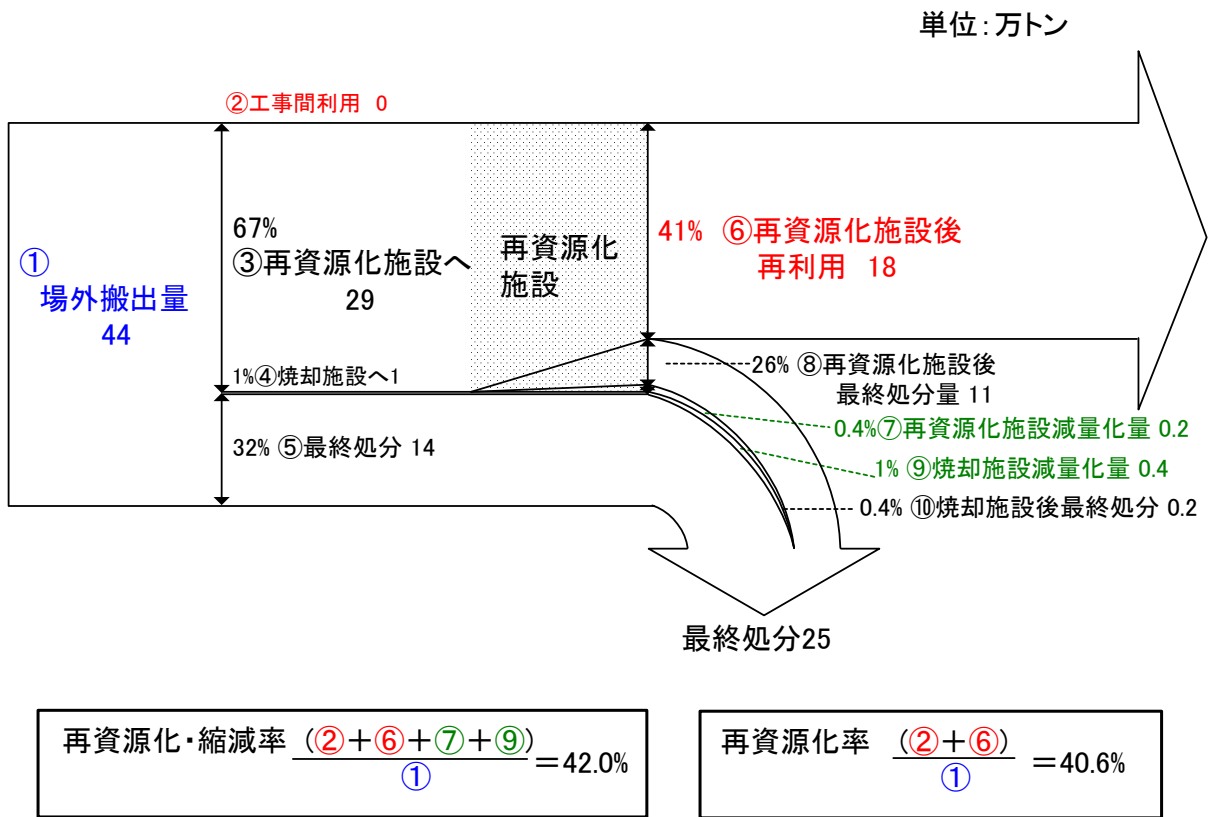 単位：万トン
②工事間利用 0
67%
③再資源化施設へ
29
再資源化
施設
41% ⑥再資源化施設後
再利用 18
①
場外搬出量
44
1%④焼却施設へ1
26% ⑧再資源化施設後
最終処分量 11
0.4%⑦再資源化施設減量化量 0.2
32% ⑤最終処分 14
1% ⑨焼却施設減量化量 0.4
0.4% ⑩焼却施設後最終処分 0.2
最終処分25
再資源化・縮減率 (②＋⑥＋⑦＋⑨)
①
＝42.0%
再資源化率 (②＋⑥)
①
＝40.6%